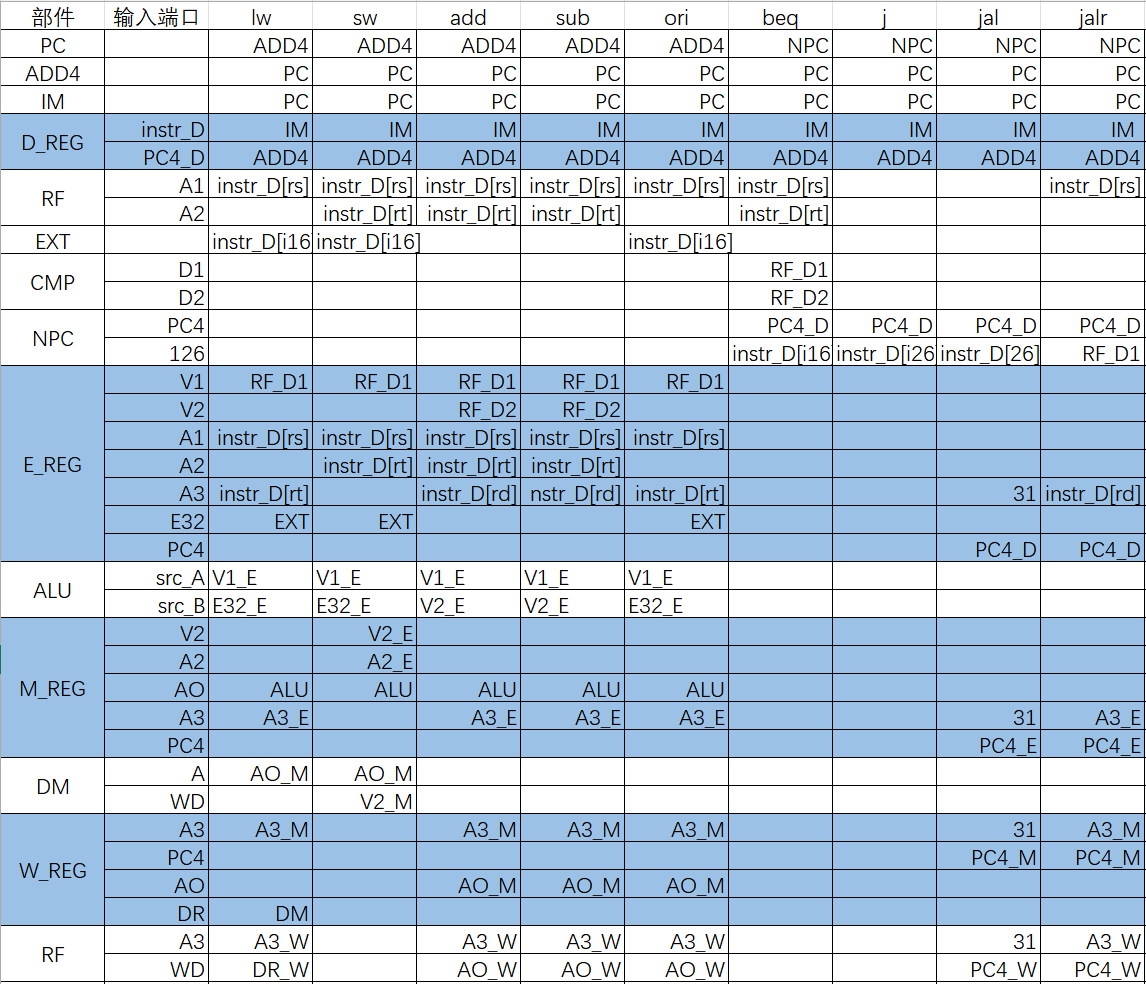 部件 输入端口 lw sw add sub ori beq j jal jalr
PC ADD4 ADD4 ADD4 ADD4 ADD4 NPC NPC NPC NPC
ADD4 PC PC PC PC PC PC PC PC PC
IM PC PC PC PC PC PC PC PC PC
D_REG instr_D IM IM IM IM IM IM IM IM IM
PC4_D ADD4 ADD4 ADD4 ADD4 ADD4 ADD4 ADD4 ADD4 ADD4
RF A1 instr_D[rs] instr_D[rs] instr_D[rs] instr_D[rs] instr_D[rs] instr_D[rs] instr_D[rs]
A2 instr_D[rt] instr_D[rt] instr_D[rt] instr_D[rt]
EXT instr_D[i16 instr_D[i16] instr_D[i16]
CMP D1 RF_D1
D2 RF_D2
NPC PC4 PC4_D PC4_D PC4_D PC4_D
126 instr_D[i16 instr_D[i26 instr_D[26] RF_D1
E_REG V1 RF_D1 RF_D1 RF_D1 RF_D1 RF_D1
V2 RF_D2 RF_D2
A1 instr_D[rs] instr_D[rs] instr_D[rs] instr_D[rs] instr_D[rs]
A2 instr_D[rt] instr_D[rt] instr_D[rt]
A3 instr_D[rt] instr_D[rd] nstr_D[rd] instr_D[rt] 31 instr_D[rd]
E32 EXT EXT EXT
PC4 PC4_D PC4_D
ALU src_A V1_E V1_E V1_E V1_E V1_E
src_B E32_E E32_E V2_E V2_E E32_E
M_REG V2 V2_E
A2 A2_E
AO ALU ALU ALU ALU ALU
A3 A3_E A3_E A3_E A3_E 31 A3_E
PC4 PC4_E PC4_E
DM A AO_M AO_M
WD V2_M
W_REG A3 A3_M A3_M A3_M A3_M 31 A3_M
PC4 PC4_M PC4_M
AO AO_M AO_M AO_M
DR DM
RF A3 A3_W A3_W A3_W A3_W 31 A3_W
WD DR_W AO_W AO_W AO_W PC4_W PC4_W